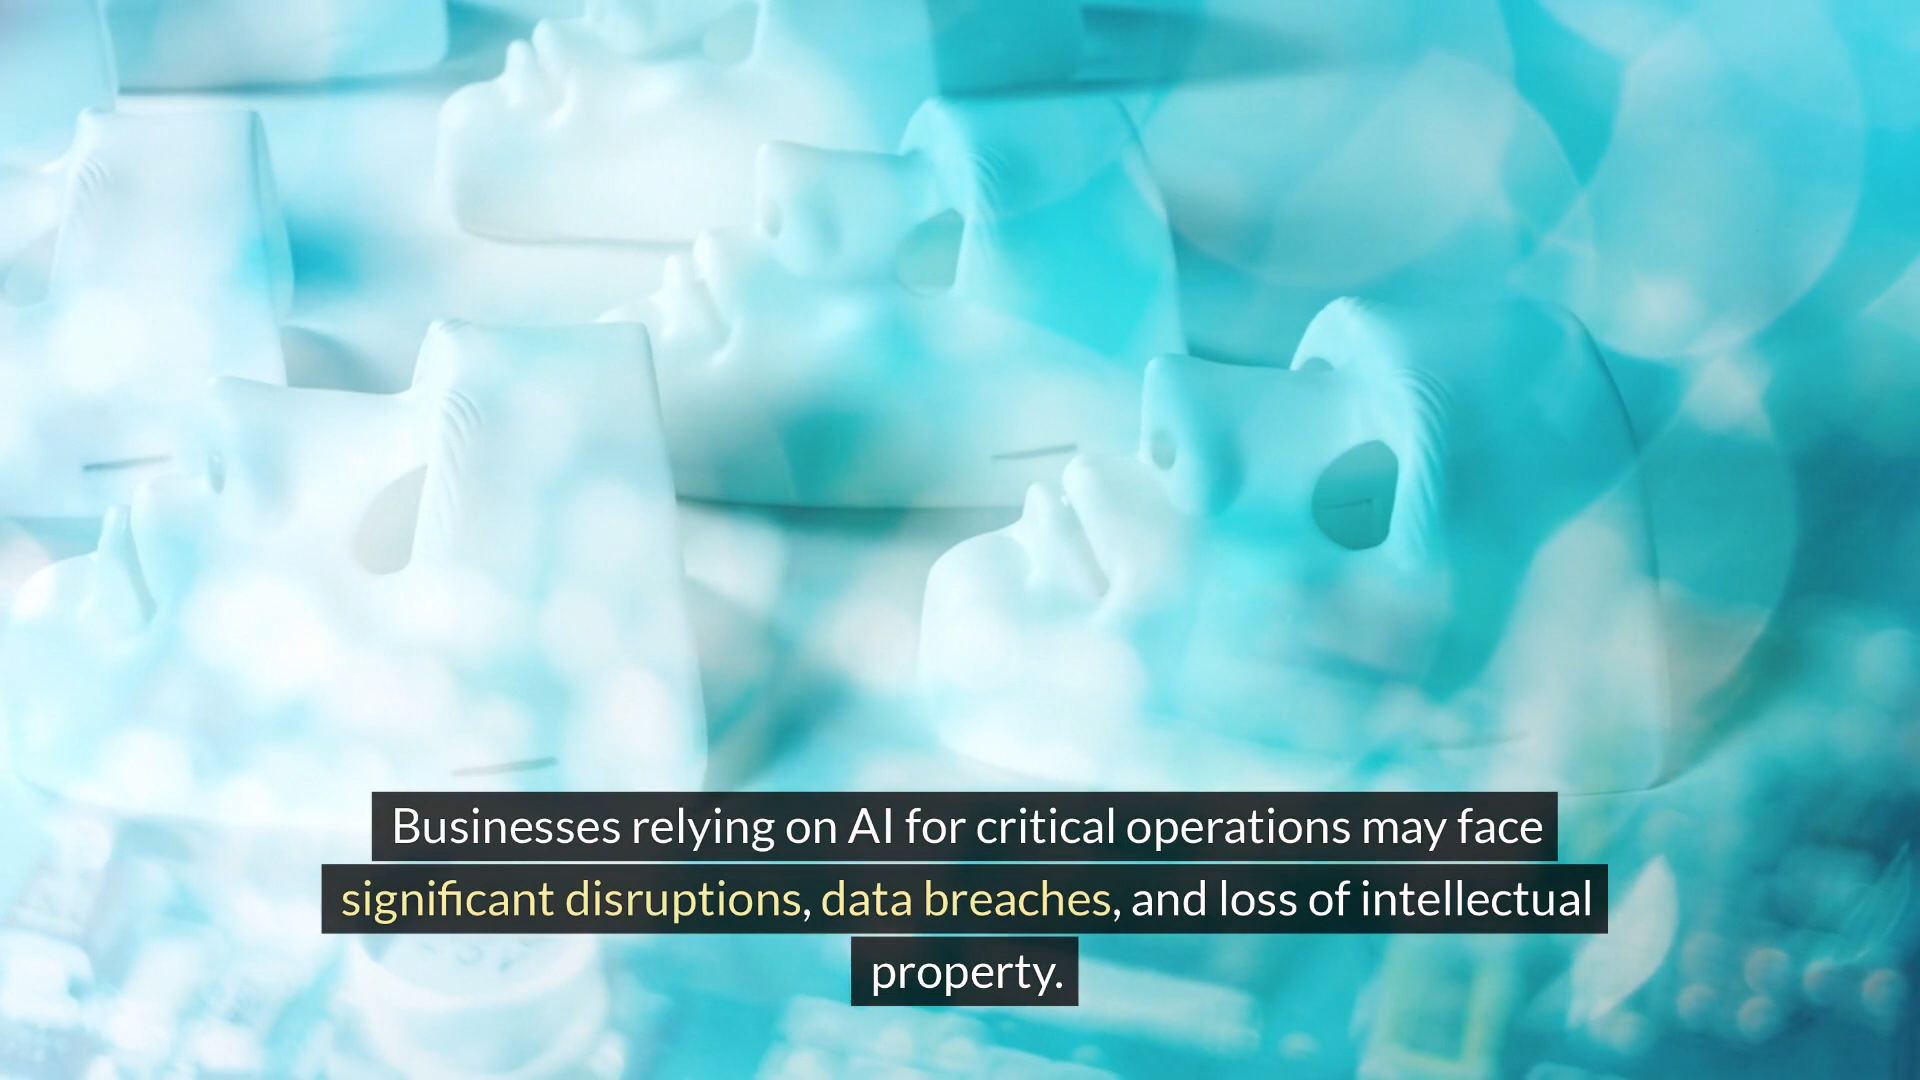 Businesses relying on AI for critical operations may face
significant disruptions, data breaches, and loss of intellectual
property.